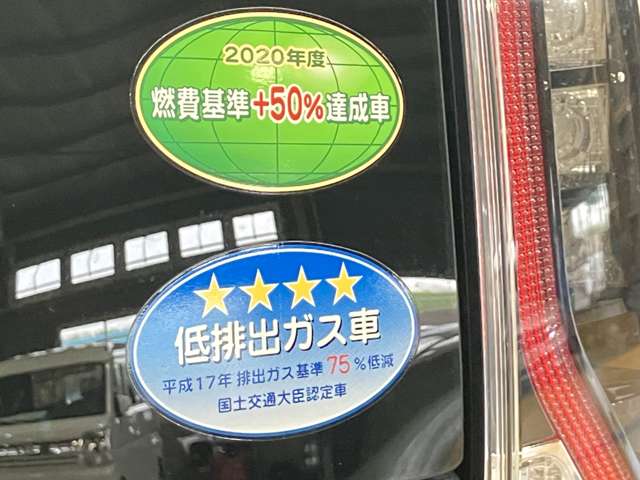 2020年度
燃費基準+50%達成車
低排出ガス車
平成17年 排出ガス基準75%低減
国土交通大臣認定車